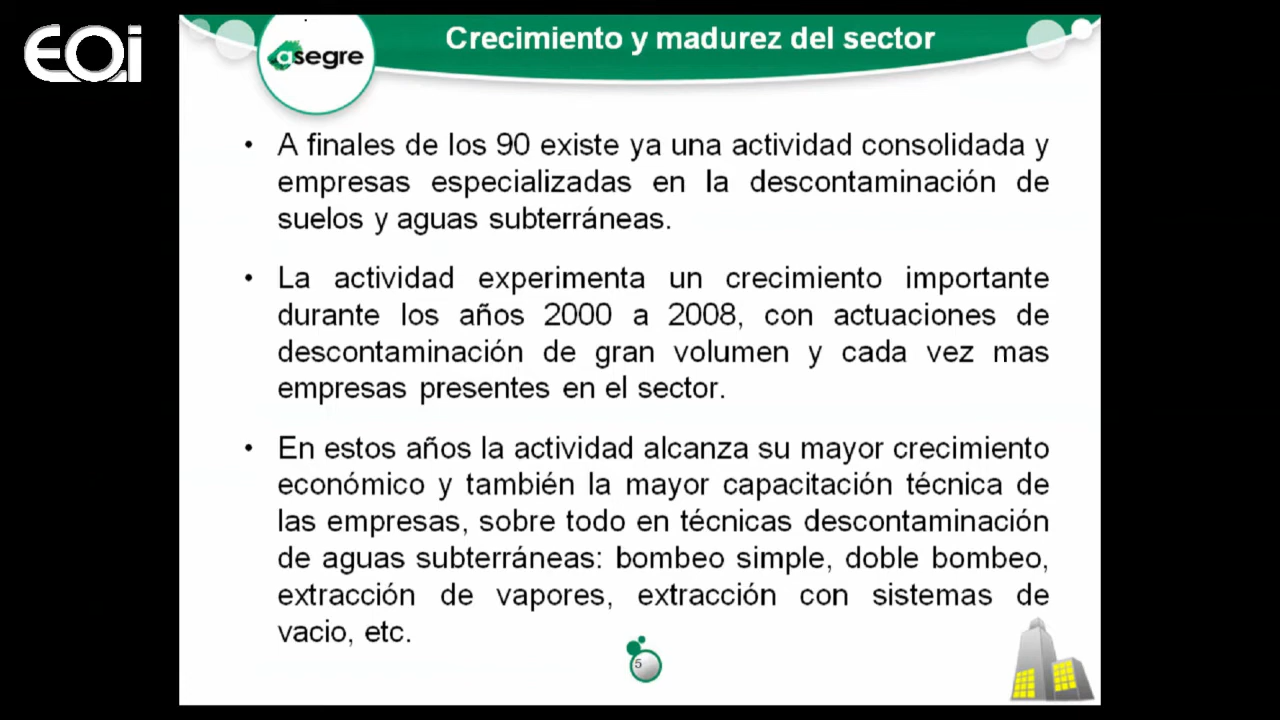 EOi
asegre
Crecimiento y madurez del sector
• A finales de los 90 existe ya una actividad consolidada y
empresas especializadas en la descontaminación de
suelos y aguas subterráneas.
• La actividad experimenta un crecimiento importante
durante los años 2000 a 2008, con actuaciones de
descontaminación de gran volumen y cada vez mas
empresas presentes en el sector.
• En estos años la actividad alcanza su mayor crecimiento
económico y también la mayor capacitación técnica de
las empresas, sobre todo en técnicas descontaminación
de aguas subterráneas: bombeo simple, doble bombeo,
extracción de vapores, extracción con sistemas de
vacio, etc.
5